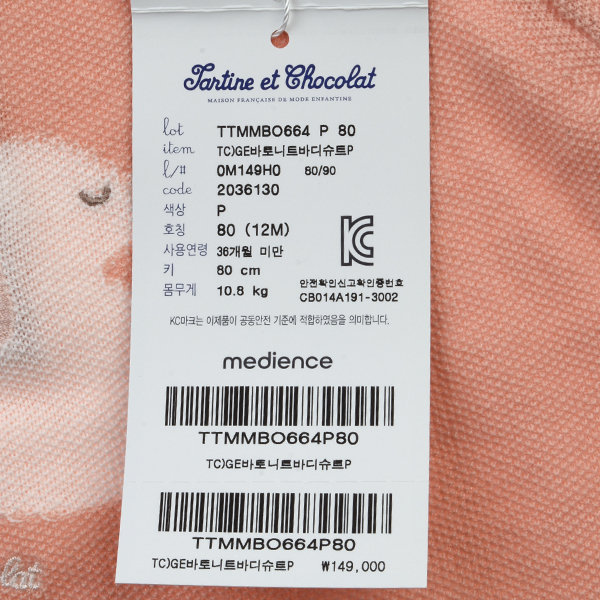 Tartine et Chocolat
MAISON FRANÇAISE DE MODE ENFANTINE
lot TTMMBO664 P 80
item TC)GE바토니트바디슈트P
l/# 0M149H0 80/90
code 2036130
색상 P
호칭 80 (12M)
사용연령 36개월 미만
키 80 cm
몸무게 10.8 kg
KC
안전확인신고확인증번호
CB014A191-3002
KC마크는 이제품이 공통안전 기준에 적합하였음을 의미합니다.
medience
TTMMBO664P80
TC)GE바토니트바디슈트P
TTMMBO664P80
TC)GE바토니트바디슈트P ₩149,000
lat